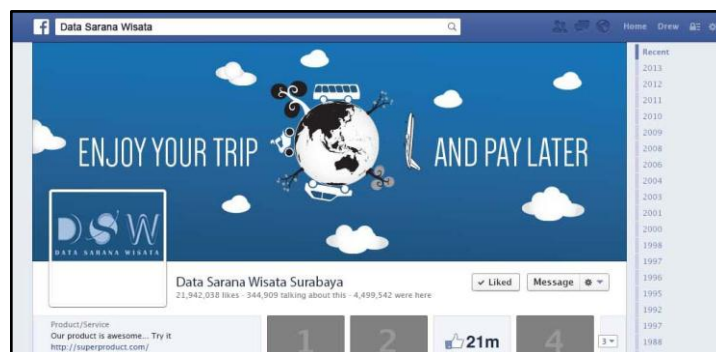 Data Sarana Wisata
Home Drew
ENJOY YOUR TRIP AND PAY LATER
DSW
DATA SARANA WISATA
Data Sarana Wisata Surabaya
21,942,038 likes · 344,909 talking about this · 4,499,542 were here
✓ Liked
Message
Product/Service
Our product is awesome... Try it
http://superproduct.com/
1
2
21m
4
3
Recent
2013
2012
2011
2010
2009
2008
2006
2004
2003
2001
2000
1998
1997
1996
1995
1992
1997
1988